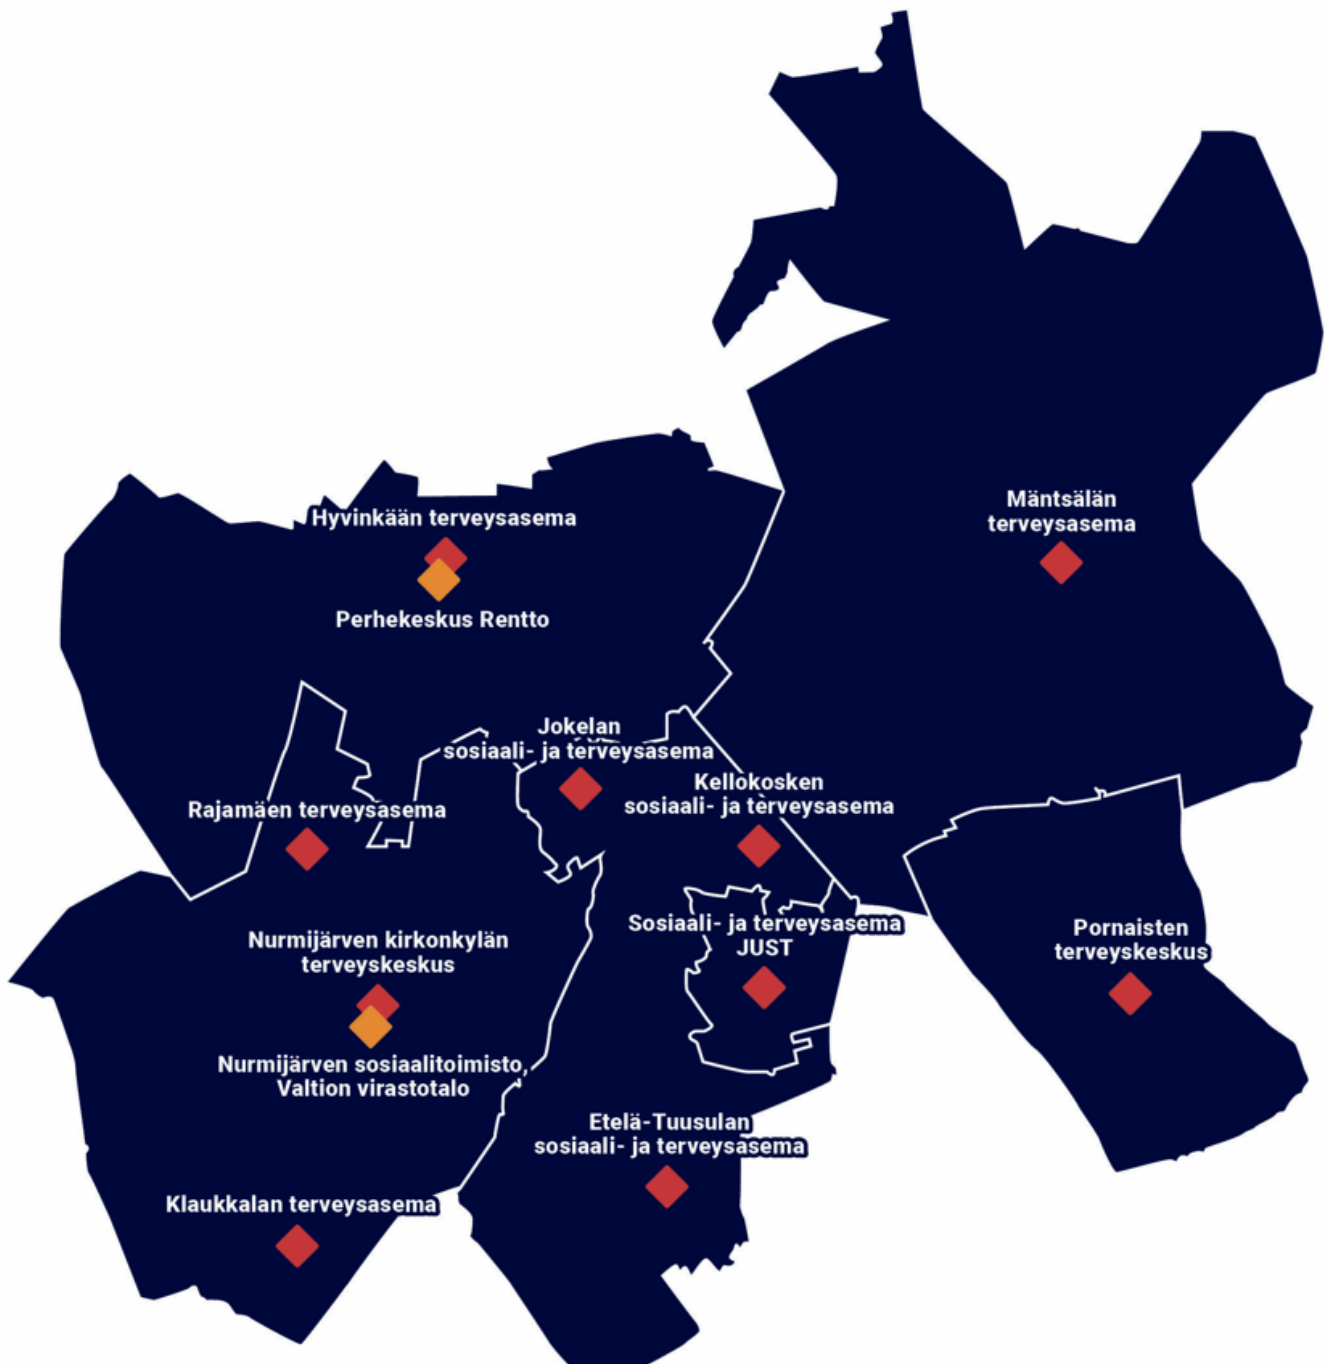 Mäntsälän
terveysasema
Hyvinkään terveysasema
Perhekeskus Rentto
Jokelan
sosiaali- ja terveysasema
Kellokosken
sosiaali- ja terveysasema
Rajamäen terveysasema
Sosiaali- ja terveysasema
JUST
Pornaisten
terveyskeskus
Nurmijärven kirkonkylän
terveyskeskus
Nurmijärven sosiaalitoimisto,
Valtion virastotalo
Etelä-Tuusulan
sosiaali- ja terveysasema
Klaukkalan terveysasema